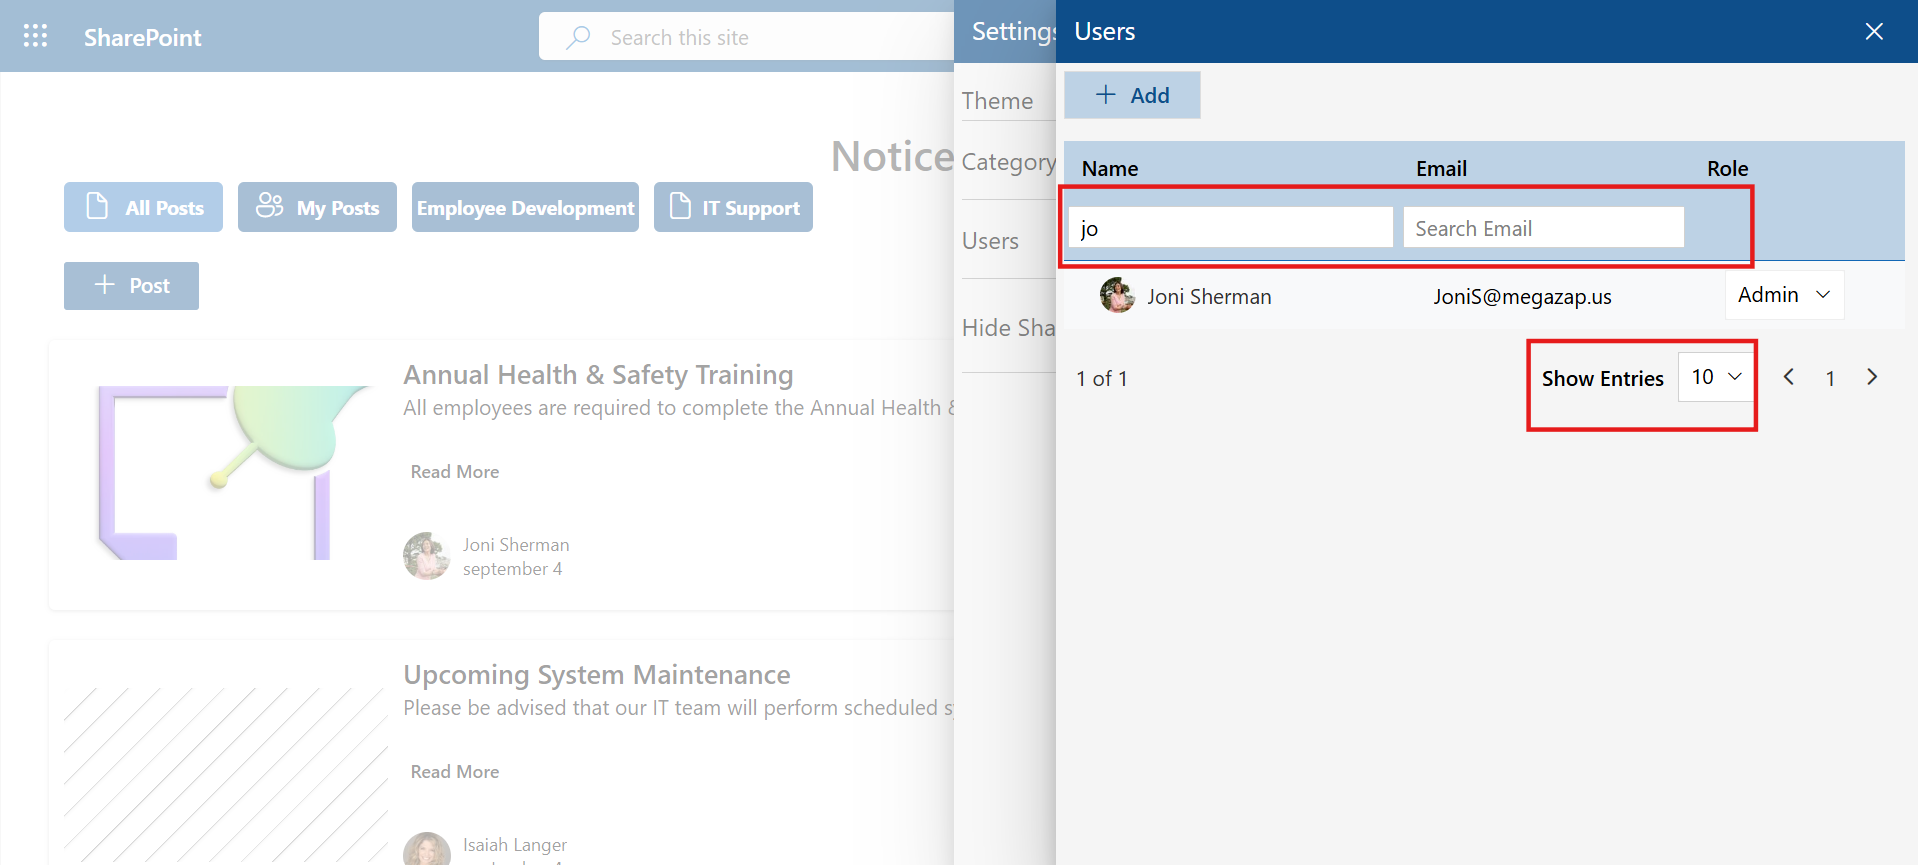 SharePoint
Search this site
Notice
All Posts
My Posts
Employee Development
IT Support
Post
Annual Health & Safety Training
All employees are required to complete the Annual Health &
Read More
Joni Sherman
september 4
Upcoming System Maintenance
Please be advised that our IT team will perform scheduled
Read More
Isaiah Langer
Settings
Theme
Category
Users
Hide Sha
Users
Add
Name Email Role
jo Search Email
Joni Sherman JoniS@megazap.us Admin
1 of 1 Show Entries 10 1